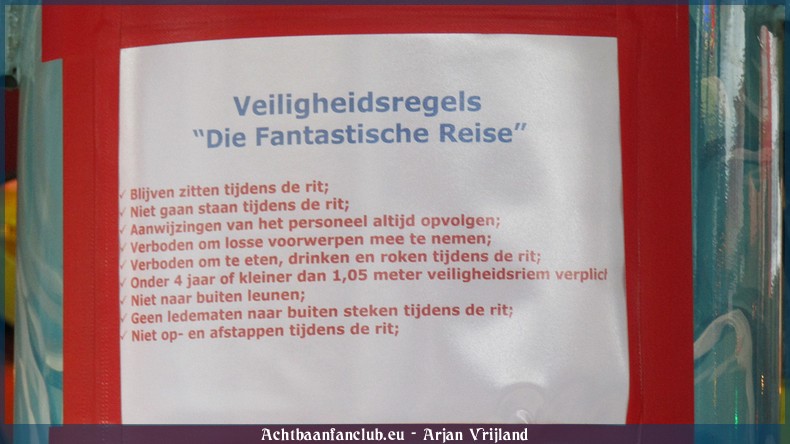 Veiligheidsregels
“Die Fantastische Reise”
✓ Blijven zitten tijdens de rit;
✓ Niet gaan staan tijdens de rit;
✓ Aanwijzingen van het personeel altijd opvolgen;
✓ Verboden om losse voorwerpen mee te nemen;
✓ Verboden om te eten, drinken en roken tijdens de rit;
✓ Onder 4 jaar of kleiner dan 1,05 meter veiligheidsriem verplich
✓ Niet naar buiten leunen;
✓ Geen ledematen naar buiten steken tijdens de rit;
✓ Niet op- en afstappen tijdens de rit;
Achtbaanfanclub.eu - Arjan Vrijland